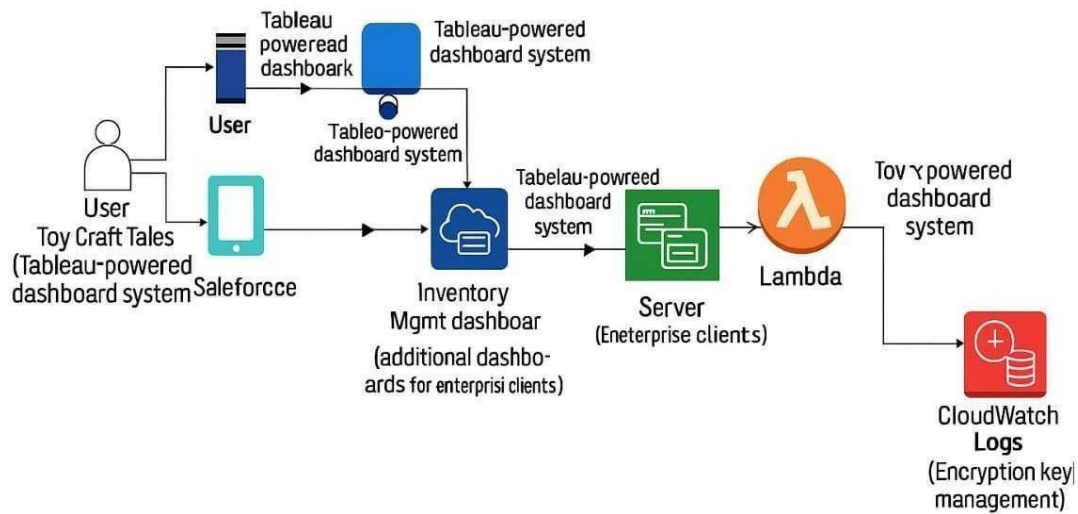 Tableau
poweread
dashboark
Tableau-powered
dashboard system
User
Tableo-powered
dashboard system
User
Toy Craft Tales
(Tableau-powered
dashboard system
Saleforcce
Inventory
Mgmt dashboar
(additional dashbo-
ards for enterprisi clients)
Tabelau-powreed
dashboard
system
Server
(Eneterprise clients)
Lambda
powered
dashboard
system
CloudWatch
Logs
(Encryption key
management)